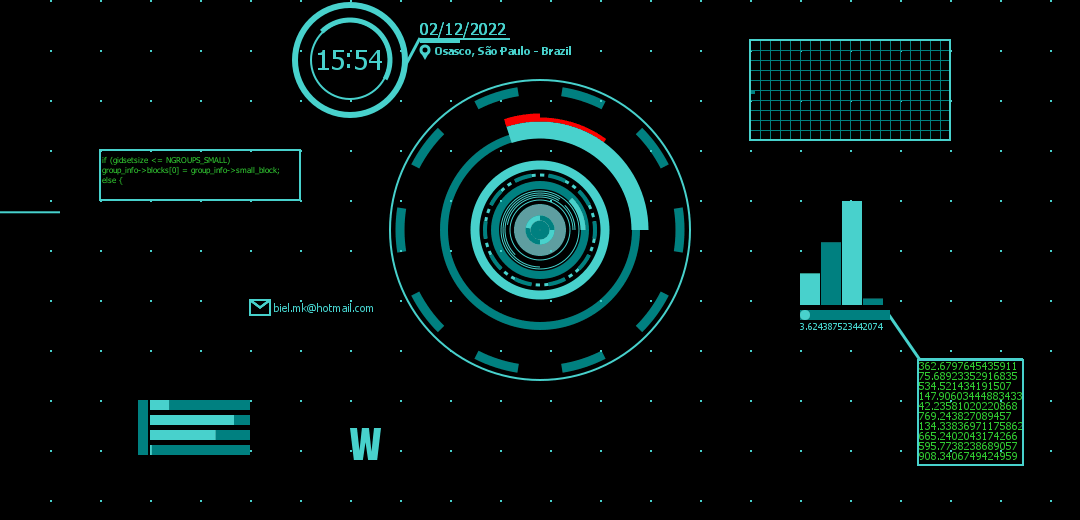 02/12/2022
15:54
Osasco, São Paulo - Brazil
if (gidsetsize <= NGROUPS_SMALL)
group_info->blocks[0] = group_info->small_block;
else {
biel.mk@hotmail.com
3.624387523442074
362.6797645435911
75.68923352916835
534.521434191507
147.90603444883433
42.23581020220868
769.243827089457
134.33836971175862
665.2402043174266
595.7738238689057
908.3406749424959
W